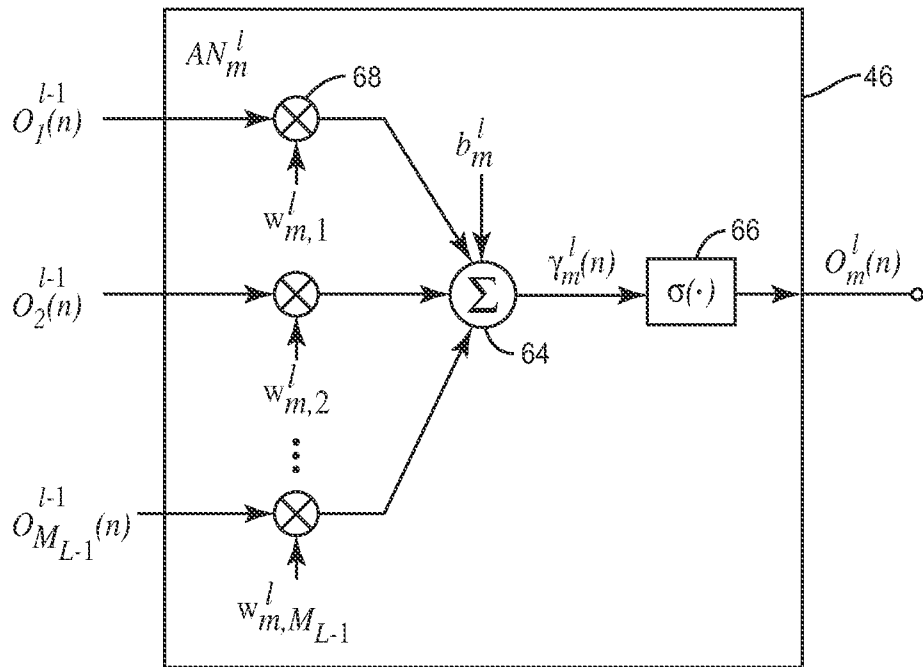 AN_m^l
68
46
O_1^{l-1}(n)
b_m^l
w_{m,1}^l
66
γ_m^l(n)
O_m^l(n)
O_2^{l-1}(n)
Σ
σ(·)
64
w_{m,2}^l
⋮
O_{M_{L-1}}^{l-1}(n)
w_{m,M_{L-1}}^l